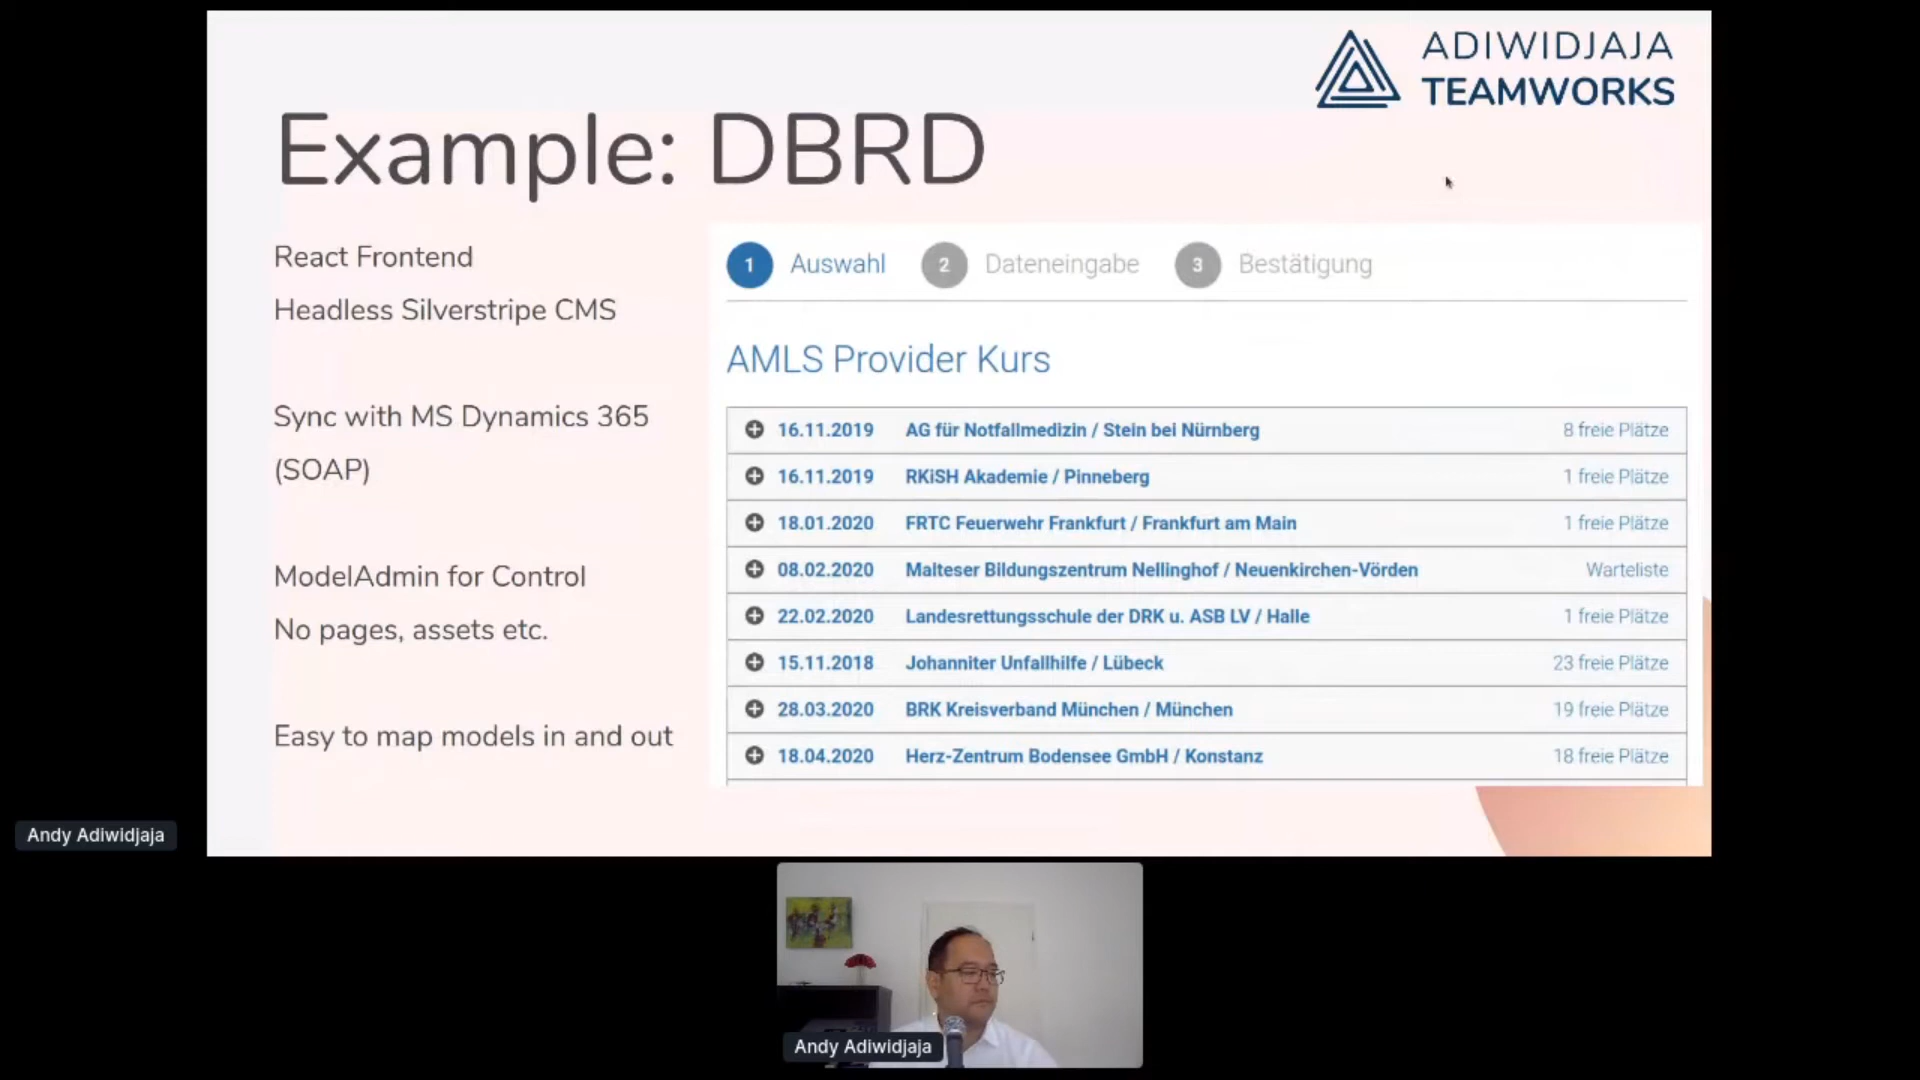 ADIWIDJAJA
TEAMWORKS
Example: DBRD
React Frontend
Headless Silverstripe CMS
Sync with MS Dynamics 365
(SOAP)
ModelAdmin for Control
No pages, assets etc.
Easy to map models in and out
1 Auswahl 2 Dateneingabe 3 Bestätigung
AMLS Provider Kurs
16.11.2019 AG für Notfallmedizin / Stein bei Nürnberg 8 freie Plätze
16.11.2019 RKiSH Akademie / Pinneberg 1 freie Plätze
18.01.2020 FRTC Feuerwehr Frankfurt / Frankfurt am Main 1 freie Plätze
08.02.2020 Malteser Bildungszentrum Nellinghof / Neuenkirchen-Vörden Warteliste
22.02.2020 Landesrettungsschule der DRK u. ASB LV / Halle 1 freie Plätze
15.11.2018 Johanniter Unfallhilfe / Lübeck 23 freie Plätze
28.03.2020 BRK Kreisverband München / München 19 freie Plätze
18.04.2020 Herz-Zentrum Bodensee GmbH / Konstanz 18 freie Plätze
Andy Adiwidjaja
Andy Adiwidjaja